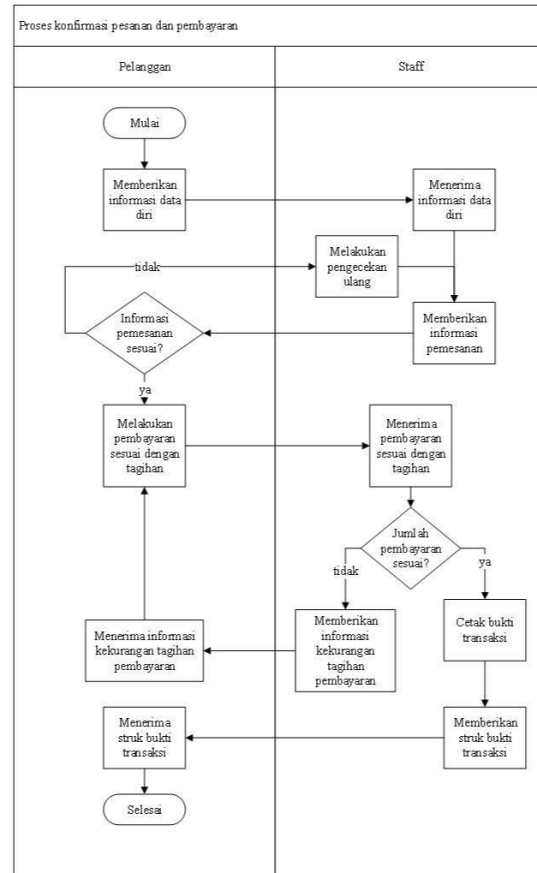 Proses konfirmasi pesanan dan pembayaran
Pelanggan
Staff
Mulai
Memberikan
informasi data
diri
Menerima
informasi data
diri
tidak
Melakukan
pengecekan
ulang
Informasi
pemesanan
sesuai?
Memberikan
informasi
pemesanan
ya
Melakukan
pembayaran
sesuai dengan
tagihan
Menerima
pembayaran
sesuai dengan
tagihan
Jumlah
pembayaran
sesuai?
tidak
ya
Menerima informasi
kekurangan tagihan
pembayaran
Memberikan
informasi
kekurangan
tagihan
pembayaran
Cetak bukti
transaksi
Menerima
struk bukti
transaksi
Memberikan
struk bukti
transaksi
Selesai